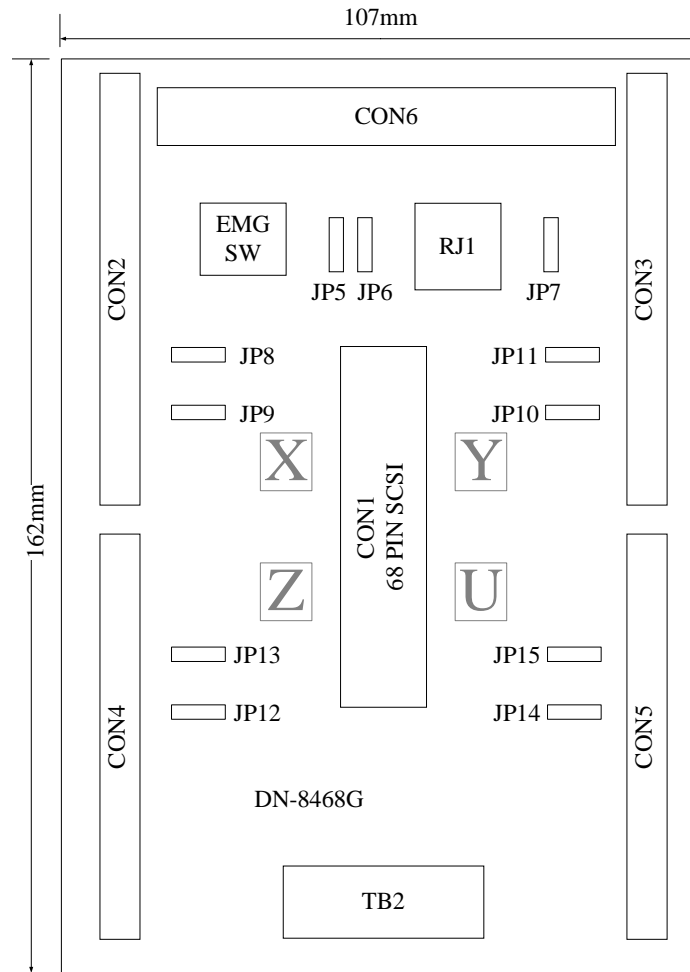 107mm
CON6
EMG
SW
RJ1
JP5
JP6
JP7
CON2
CON3
JP8
JP11
JP9
JP10
X
Y
CON1
68 PIN SCSI
162mm
Z
U
JP13
JP15
JP12
JP14
CON4
CON5
DN-8468G
TB2